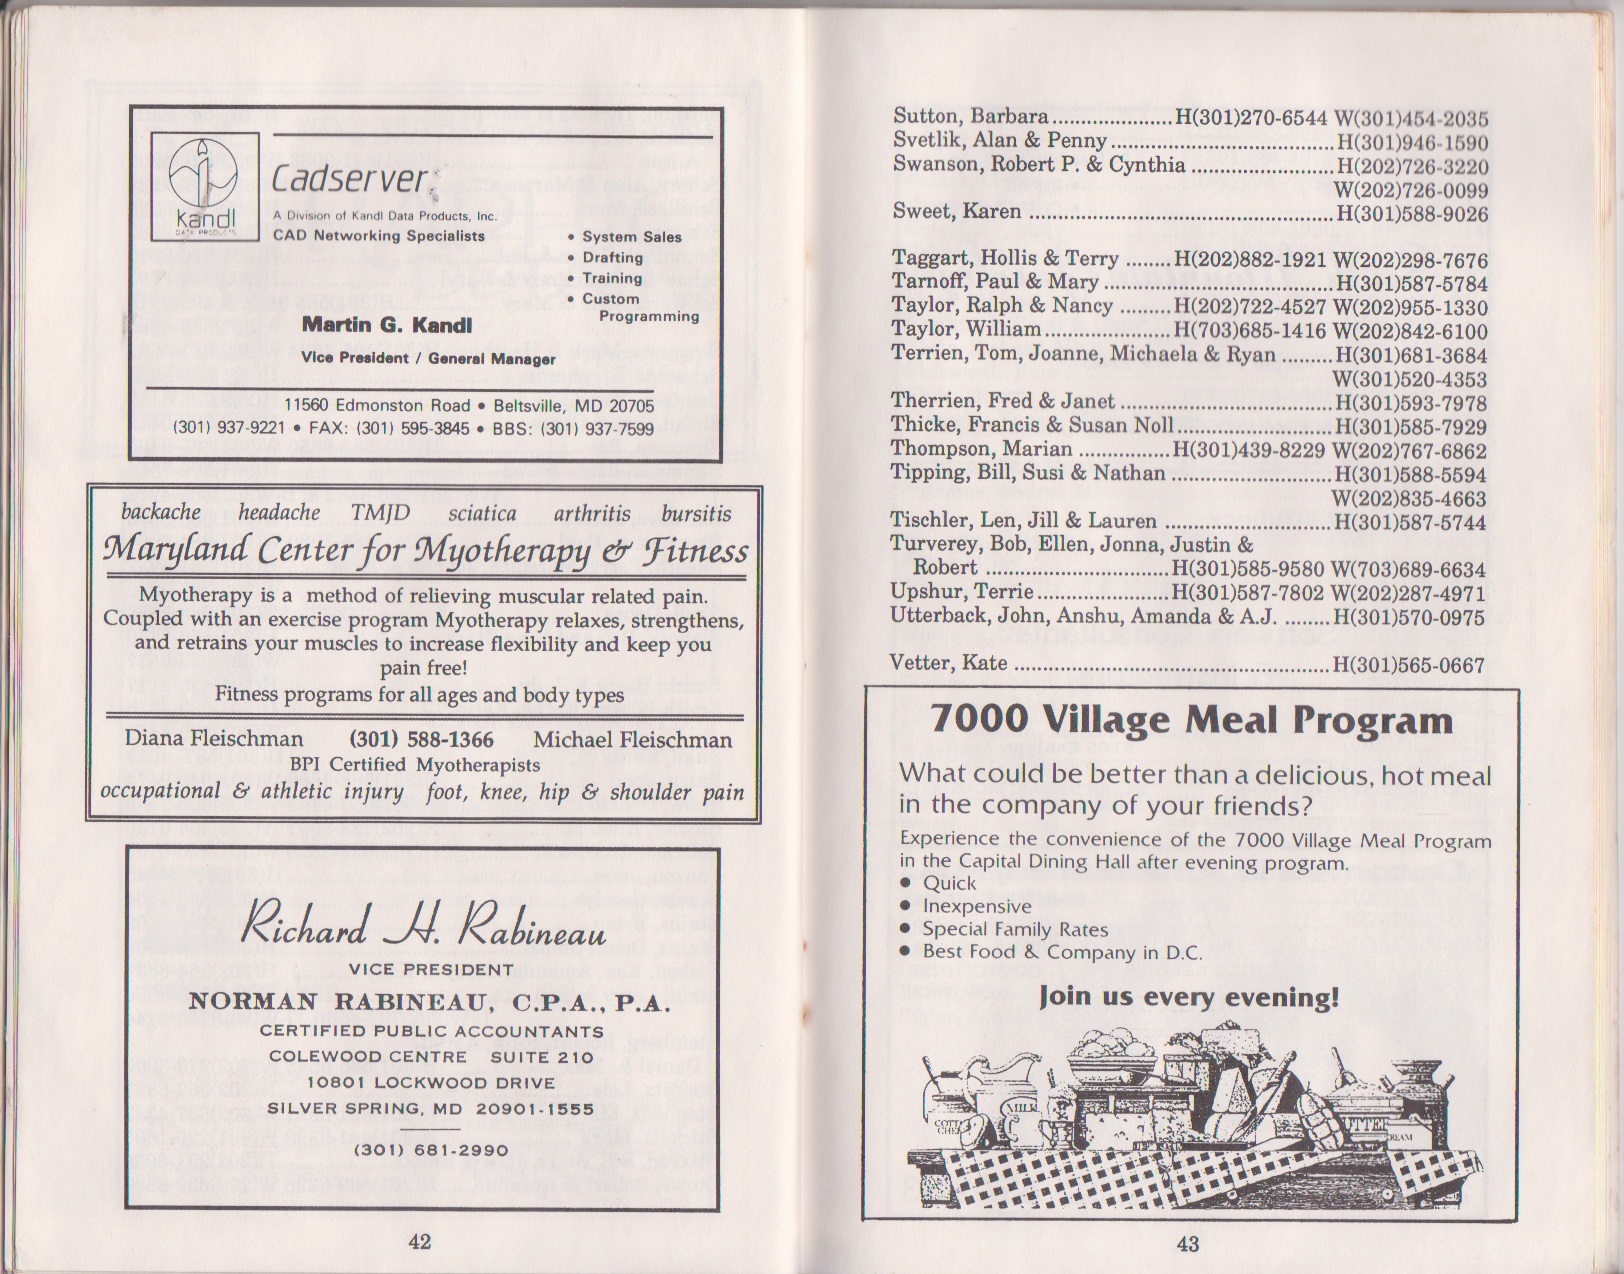 Kandl
DATA PRODUCTS
Cadserver
A Division of Kandl Data Products, Inc.
CAD Networking Specialists
• System Sales
• Drafting
• Training
• Custom
Programming
Martin G. Kandl
Vice President / General Manager
11560 Edmonston Road • Beltsville, MD 20705
(301) 937-9221 • FAX: (301) 595-3845 • BBS: (301) 937-7599
backache headache TMJD sciatica arthritis bursitis
Maryland Center for Myotherapy & Fitness
Myotherapy is a method of relieving muscular related pain.
Coupled with an exercise program Myotherapy relaxes, strengthens,
and retrains your muscles to increase flexibility and keep you
pain free!
Fitness programs for all ages and body types
Diana Fleischman (301) 588-1366 Michael Fleischman
BPI Certified Myotherapists
occupational & athletic injury foot, knee, hip & shoulder pain
Richard H. Rabineau
VICE PRESIDENT
NORMAN RABINEAU, C.P.A., P.A.
CERTIFIED PUBLIC ACCOUNTANTS
COLEWOOD CENTRE SUITE 210
10801 LOCKWOOD DRIVE
SILVER SPRING, MD 20901-1555
(301) 681-2990
42
Sutton, Barbara....................H(301)270-6544 W(301)454-2035
Svetlik, Alan & Penny.....................................H(301)946-1590
Swanson, Robert P. & Cynthia ........................H(202)726-3220
W(202)726-0099
Sweet, Karen ...................................................H(301)588-9026
Taggart, Hollis & Terry ........H(202)882-1921 W(202)298-7676
Tarnoff, Paul & Mary ......................................H(301)587-5784
Taylor, Ralph & Nancy .........H(202)722-4527 W(202)955-1330
Taylor, William.....................H(703)685-1416 W(202)842-6100
Terrien, Tom, Joanne, Michaela & Ryan .........H(301)681-3684
W(301)520-4353
Therrien, Fred & Janet ...................................H(301)593-7978
Thicke, Francis & Susan Noll..........................H(301)585-7929
Thompson, Marian ...............H(301)439-8229 W(202)767-6862
Tipping, Bill, Susi & Nathan ...........................H(301)588-5594
W(202)835-4663
Tischler, Len, Jill & Lauren ............................H(301)587-5744
Turverey, Bob, Ellen, Jonna, Justin &
Robert ...............................H(301)585-9580 W(703)689-6634
Upshur, Terrie......................H(301)587-7802 W(202)287-4971
Utterback, John, Anshu, Amanda & A.J. ........H(301)570-0975
Vetter, Kate .....................................................H(301)565-0667
7000 Village Meal Program
What could be better than a delicious, hot meal
in the company of your friends?
Experience the convenience of the 7000 Village Meal Program
in the Capital Dining Hall after evening program.
• Quick
• Inexpensive
• Special Family Rates
• Best Food & Company in D.C.
Join us every evening!
MILK
43